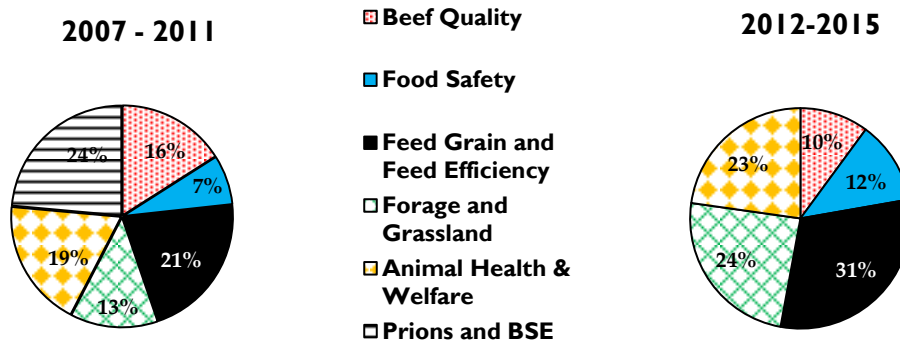 2007 - 2011
24%
16%
7%
21%
13%
19%
Beef Quality
Food Safety
Feed Grain and
Feed Efficiency
Forage and
Grassland
Animal Health &
Welfare
Prions and BSE
2012-2015
10%
12%
31%
24%
23%